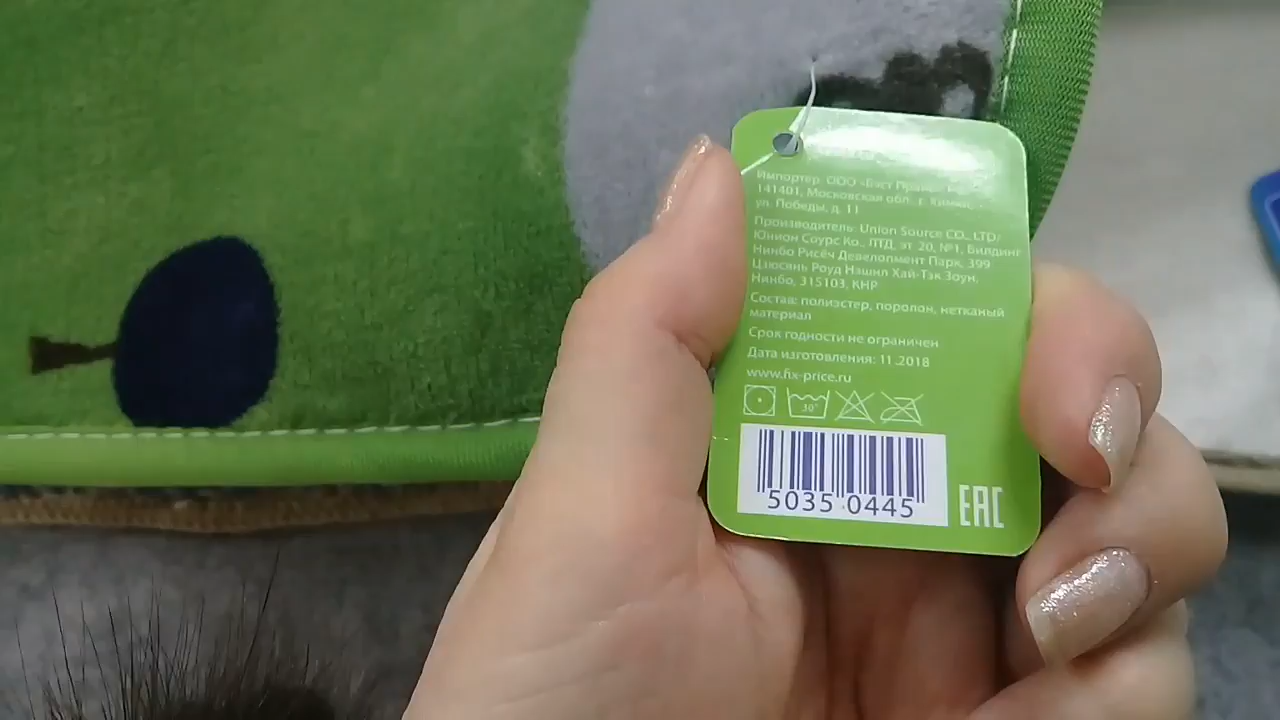 Импортер: ООО «Бэст Прайс»,
141401, Московская обл., г. Химки,
ул. Победы, д. 11
Производитель: Union Source CO., LTD/
Юнион Соурс Ко., ЛТД, эт. 20, №1, Билдинг
Нинбо Рисёч Девелопмент Парк, 399
Цзюсянь Роуд Нэшнл Хай-Тэк Зоун,
Нинбо, 315103, КНР
Состав: полиэстер, поролон, нетканый
материал
Срок годности не ограничен
Дата изготовления: 11.2018
www.fix-price.ru
30°
5035 0445
EAC